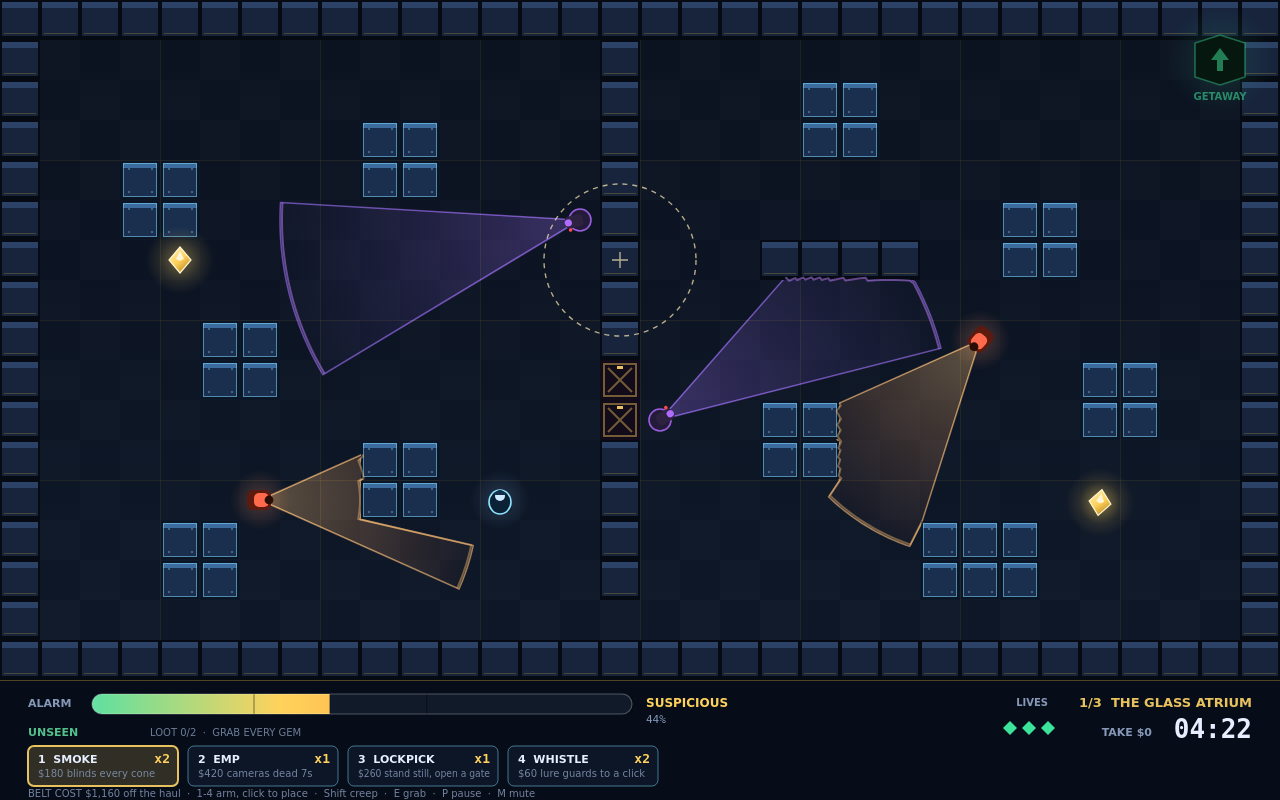 GETAWAY
ALARM
SUSPICIOUS
44%
LIVES
1/3 THE GLASS ATRIUM
UNSEEN
LOOT 0/2 · GRAB EVERY GEM
TAKE $0
04:22
1 SMOKE x2
$180 blinds every cone
2 EMP x1
$420 cameras dead 7s
3 LOCKPICK x1
$260 stand still, open a gate
4 WHISTLE x2
$60 lure guards to a click
BELT COST $1,160 off the haul · 1-4 arm, click to place · Shift creep · E grab · P pause · M mute